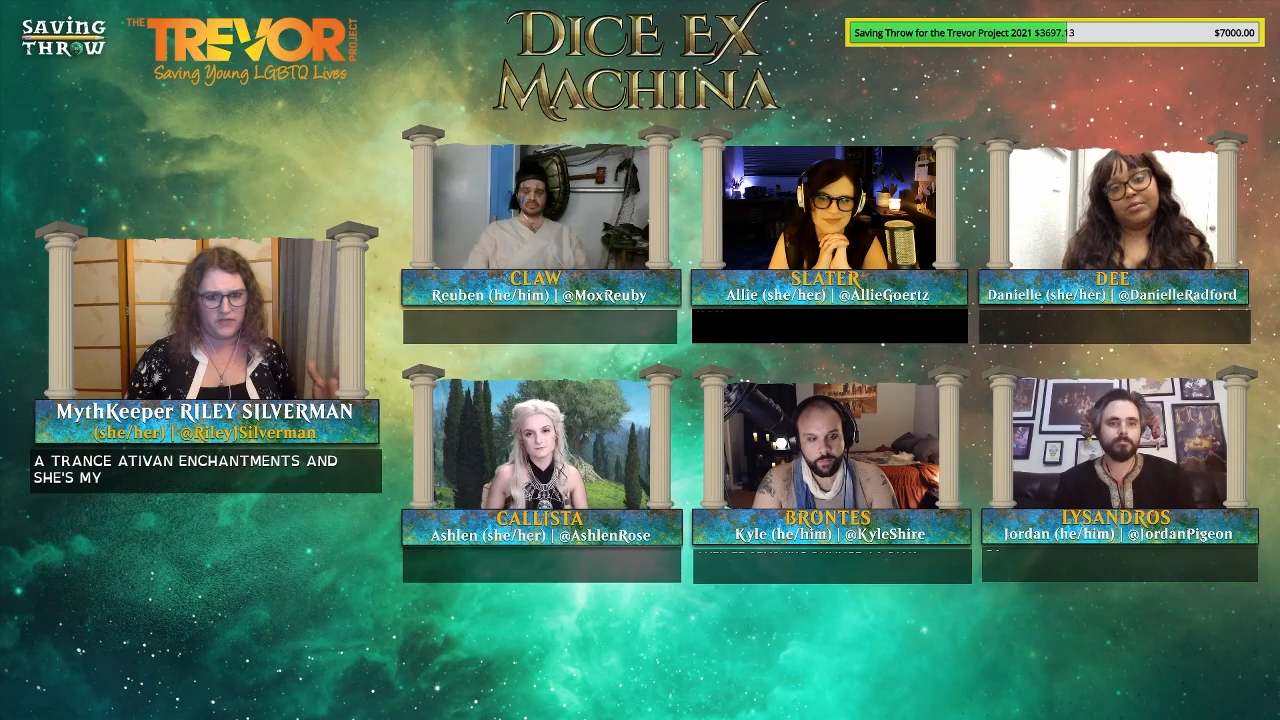 SAVING
THROW
THE
TREVOR
PROJECT
Saving Young LGBTQ Lives
DICE EX
MACHINA
Saving Throw for the Trevor Project 2021 $3697.13
$7000.00
CLAW
Reuben (he/him) | @MoxReuby
SLATER
Allie (she/her) | @AllieGoertz
DEE
Danielle (she/her) | @DanielleRadford
MythKeeper RILEY SILVERMAN
(she/her) | @RileyJSilverman
A TRANCE ATIVAN ENCHANTMENTS AND
SHE'S MY
CALLISTA
Ashlen (she/her) | @AshlenRose
BRONTES
Kyle (he/him) | @KyleShire
LYSANDROS
Jordan (he/him) | @JordanPigeon